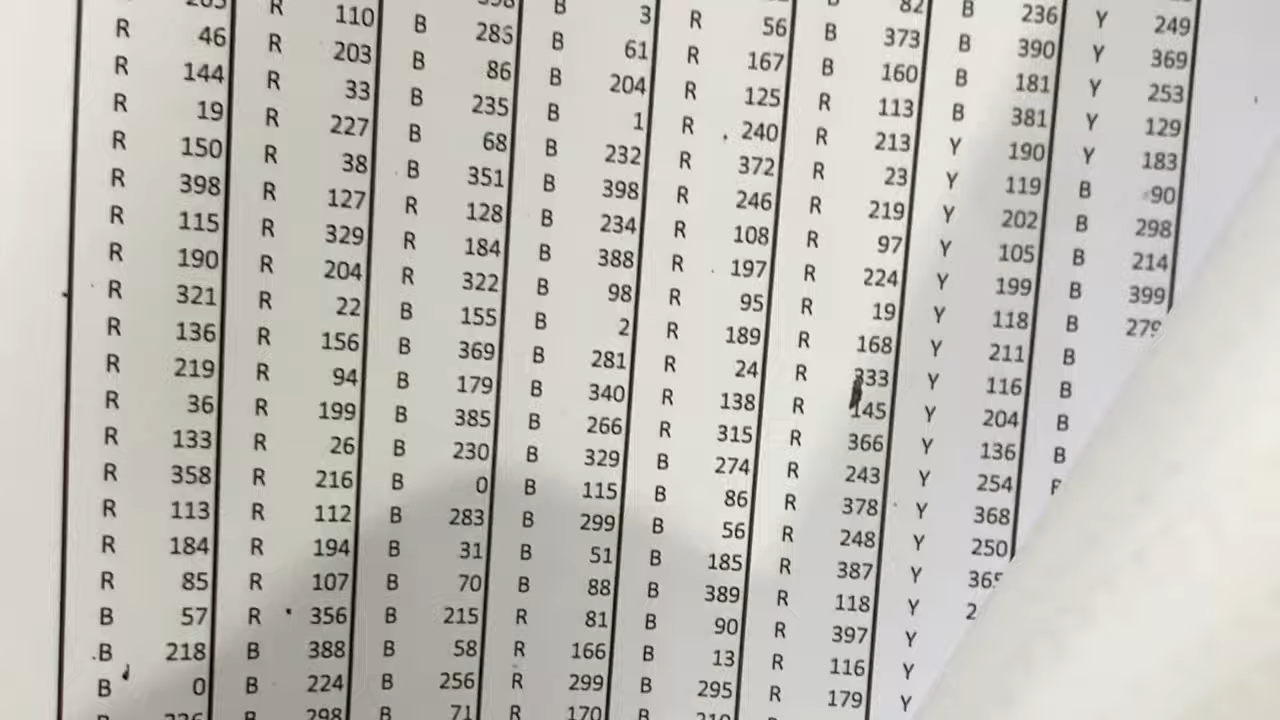 82 B 236 Y 249
B 3 R 56 B 373 B 390 Y 369
R 110 B 285 B 61 R 167 B 160 B 181 Y 253
R 46 R 203 B 86 B 204 R 125 R 113 B 381 Y 129
R 144 R 33 B 235 B 1 R 240 R 213 Y 190 Y 183
R 19 R 227 B 68 B 232 R 372 R 23 Y 119 B 90
R 150 R 38 B 351 B 398 R 246 R 219 Y 202 B 298
R 398 R 127 R 128 B 234 R 108 R 97 Y 105 B 214
R 115 R 329 R 184 B 388 R 197 R 224 Y 199 B 399
R 190 R 204 R 322 B 98 R 95 R 19 Y 118 B 279
R 321 R 22 B 155 B 2 R 189 R 168 Y 211 B
R 136 R 156 B 369 B 281 R 24 R 333 Y 116 B
R 219 R 94 B 179 B 340 R 138 R 145 Y 204 B
R 36 R 199 B 385 B 266 R 315 R 366 Y 136 B
R 133 R 26 B 230 B 329 B 274 R 243 Y 254
R 358 R 216 B 0 B 115 B 86 R 378 Y 368
R 113 R 112 B 283 B 299 B 56 R 248 Y 250
R 184 R 194 B 31 B 51 B 185 R 387 Y
R 85 R 107 B 70 B 88 B 389 R 118 Y
B 57 R 356 B 215 R 81 B 90 R 397 Y
B 218 B 388 B 58 R 166 B 13 R 116 Y
B 0 B 224 B 256 R 299 B 295 R 179 Y
B B 298 B 71 R 170 B